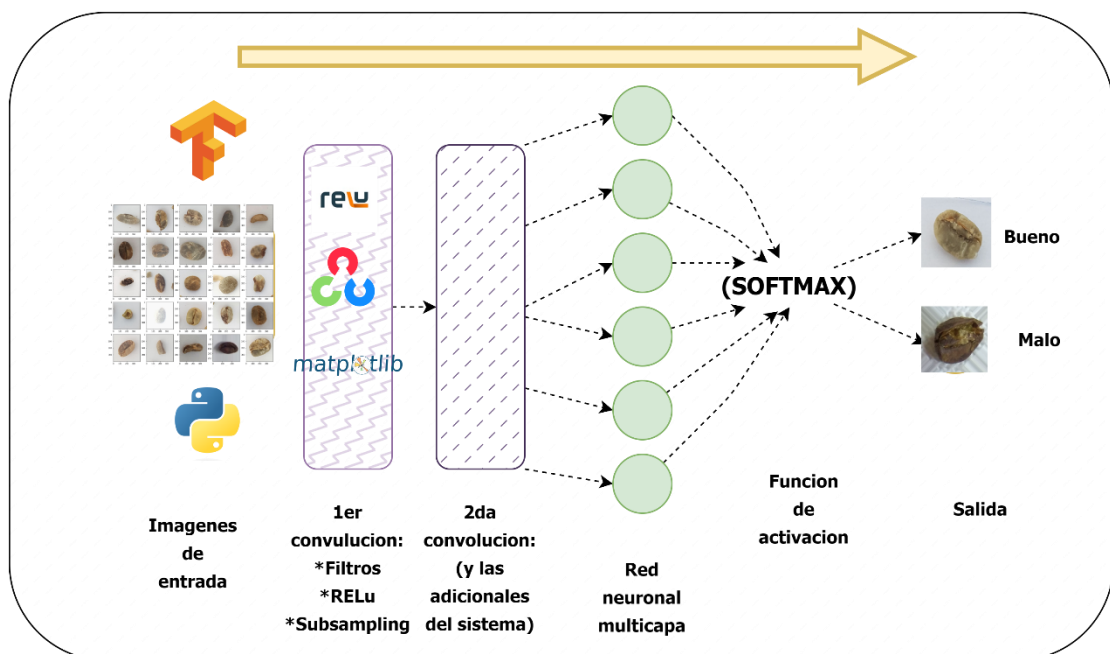 relu
matplotlib
(SOFTMAX)
Bueno
Malo
Imagenes
de
entrada
1er
convulucion:
*Filtros
*RELu
*Subsampling
2da
convolucion:
(y las
adicionales
del sistema)
Red
neuronal
multicapa
Funcion
de
activacion
Salida